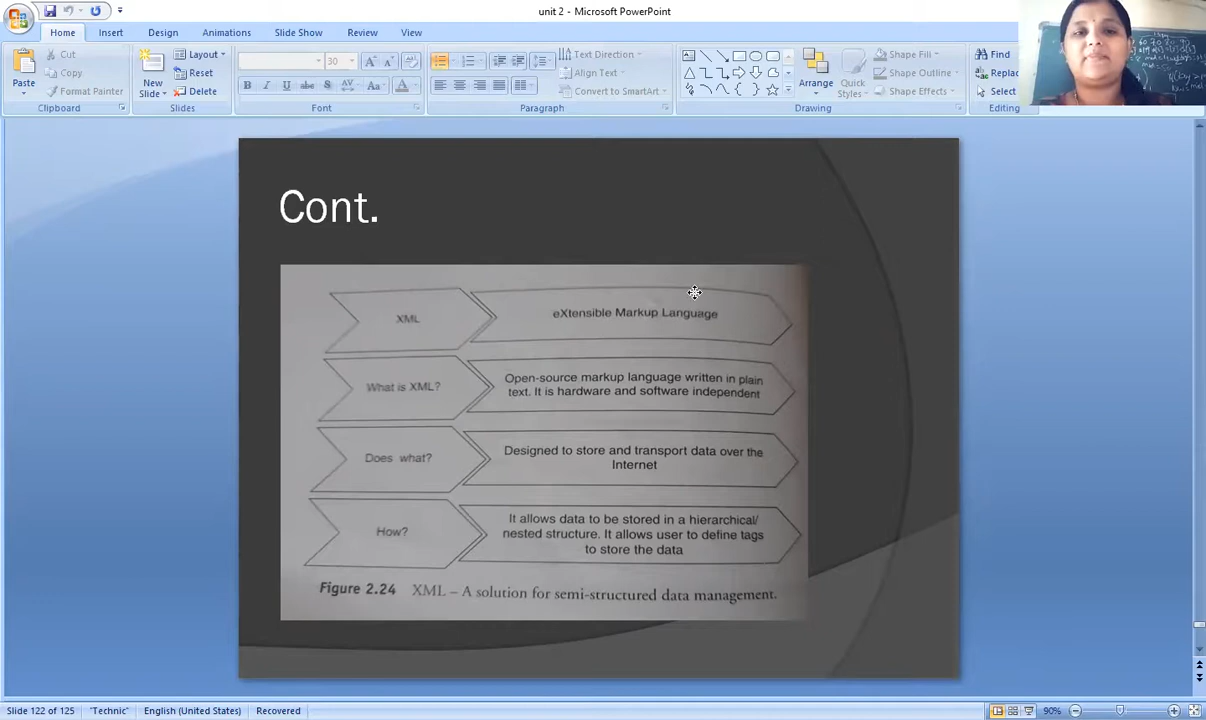 unit 2 - Microsoft PowerPoint
Home Insert Design Animations Slide Show Review View
Paste
Cut
Copy
Format Painter
Clipboard
New Slide
Layout
Reset
Delete
Slides
30
B I U abc S AV Aa A
Font
Text Direction
Align Text
Convert to SmartArt
Paragraph
Arrange
Quick Styles
Shape Fill
Shape Outline
Shape Effects
Drawing
Find
Replac
Select
Editing
Cont.
XML
eXtensible Markup Language
What is XML?
Open-source markup language written in plain
text. It is hardware and software independent
Does what?
Designed to store and transport data over the
Internet
How?
It allows data to be stored in a hierarchical/
nested structure. It allows user to define tags
to store the data
Figure 2.24 XML – A solution for semi-structured data management.
Slide 122 of 125 "Technic" English (United States) Recovered 90%